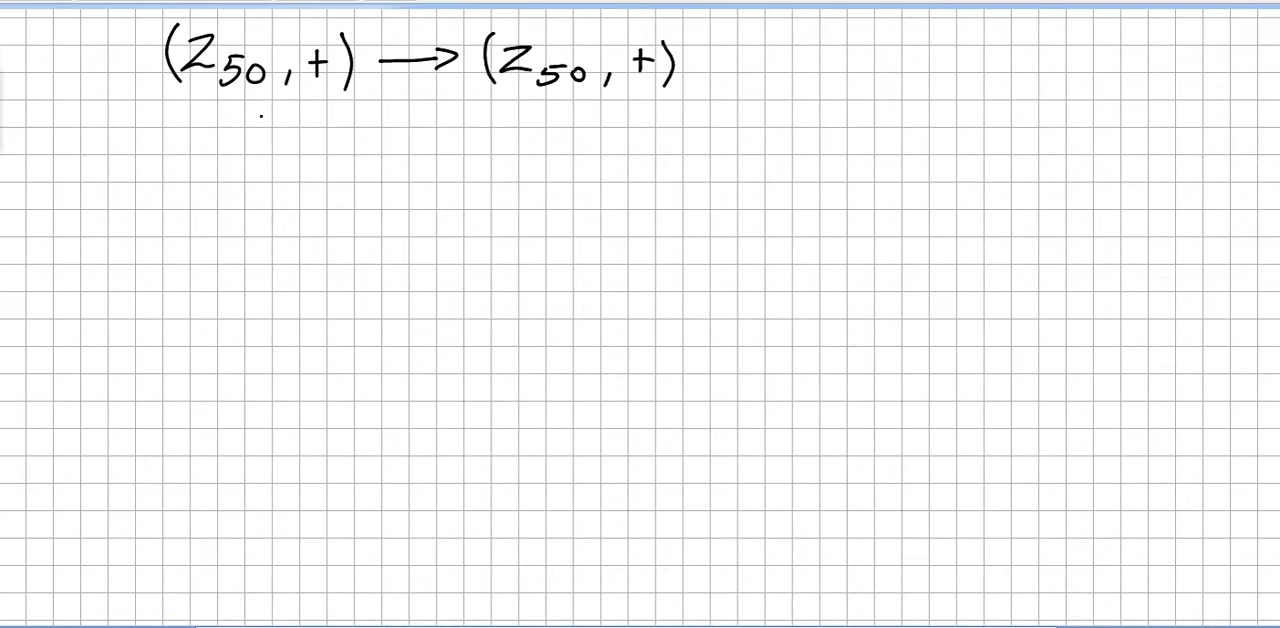 (Z₅₀, +) ⟶ (Z₅₀, +)